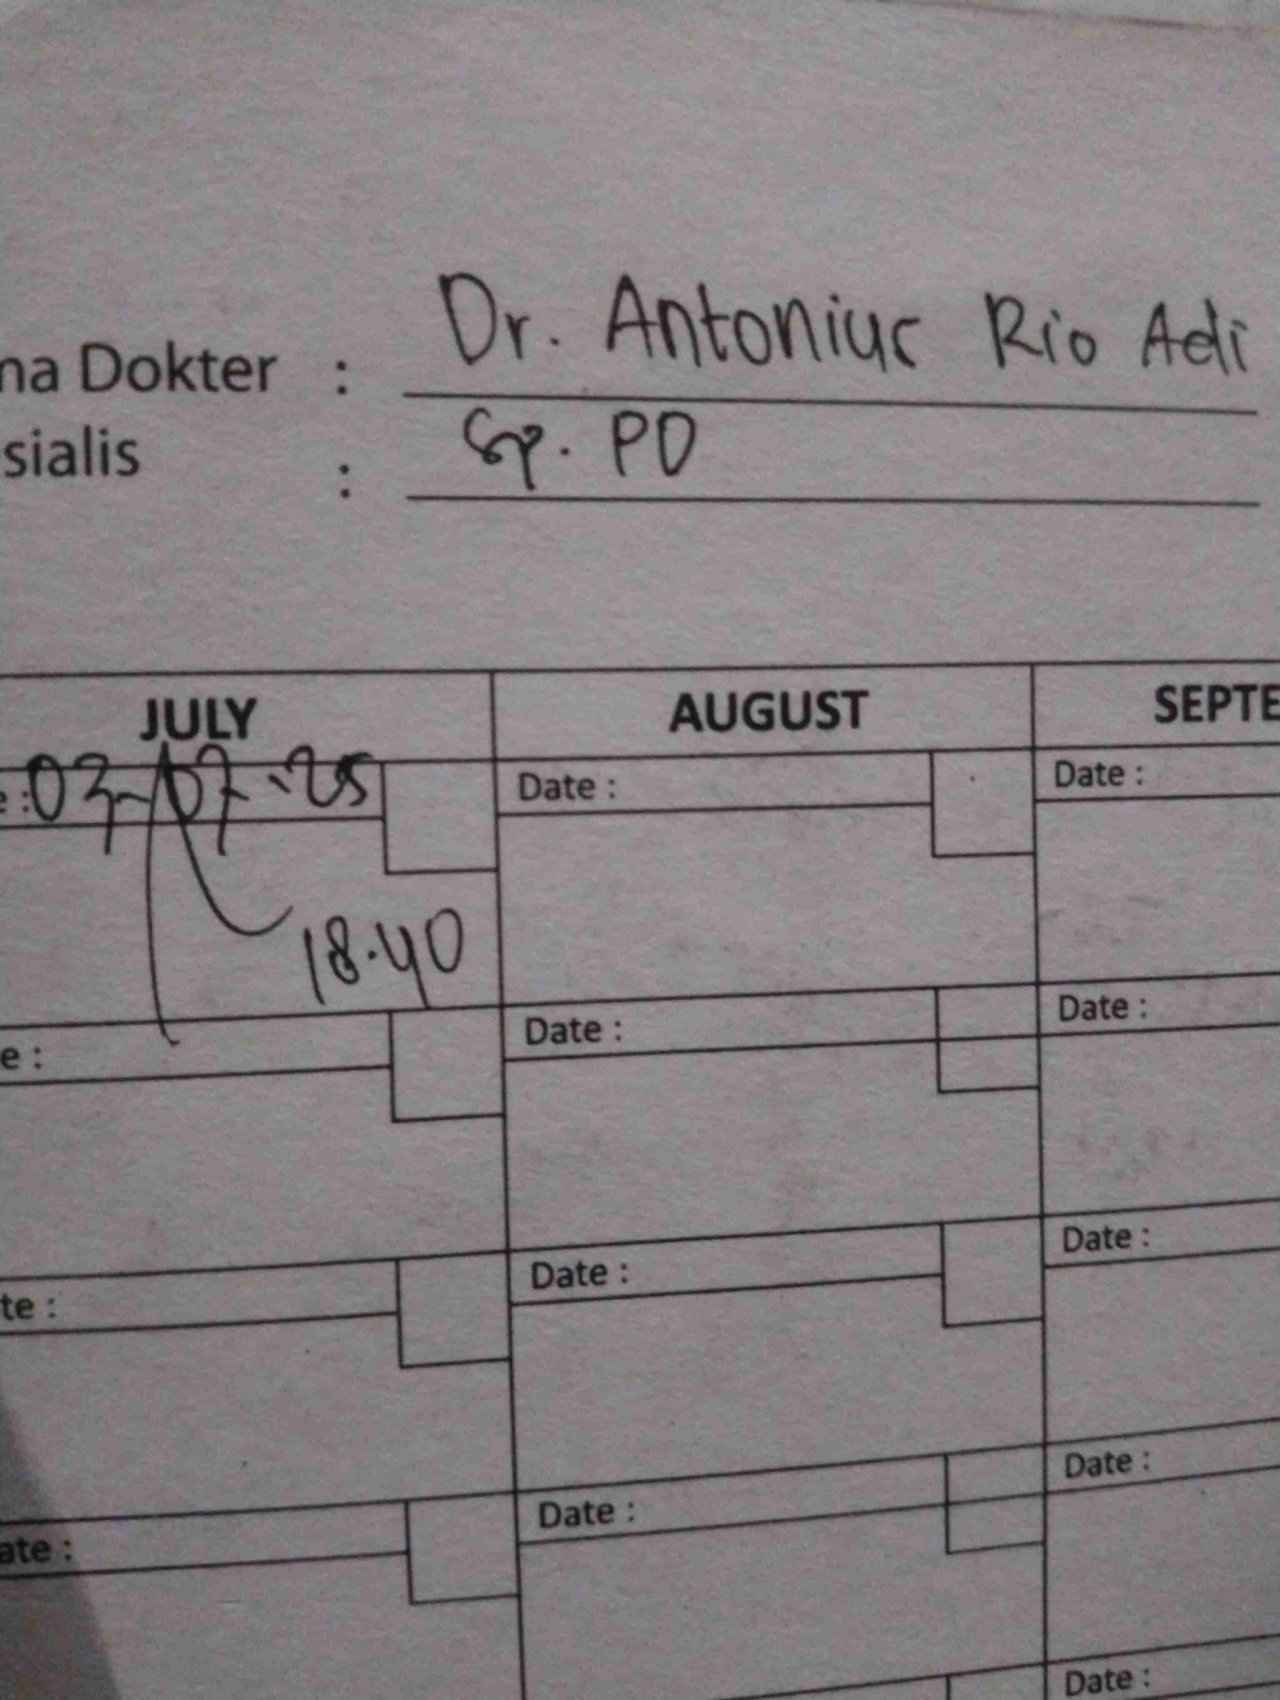 na Dokter : Dr. Antonius Rio Adi
sialis : Sp. PD
JULY AUGUST SEPTE
e : 03-07-25 Date : Date :
18.40
e : Date : Date :
te : Date : Date :
ate : Date : Date :
Date :